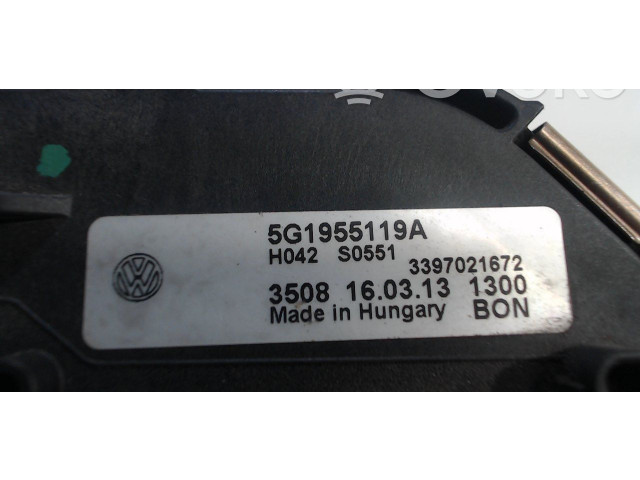 5G1955119A
H042 S0551
3397021672
3508 16.03.13 1300
Made in Hungary BON